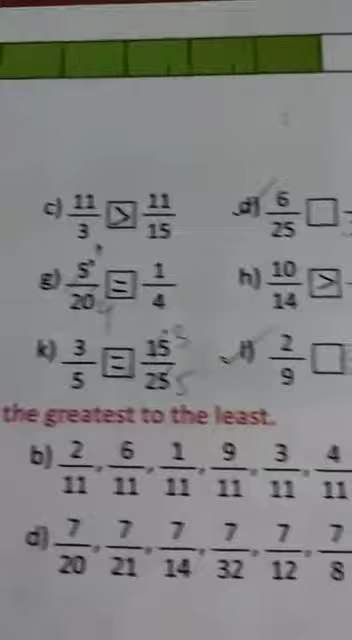 c) 11/3 > 11/15 d) 6/25
g) 5/20 = 1/4 h) 10/14 >
k) 3/5 = 15/25 l) 2/9
the greatest to the least.
b) 2/11, 6/11, 1/11, 9/11, 3/11, 4/11
d) 7/20, 7/21, 7/14, 7/32, 7/12, 7/8